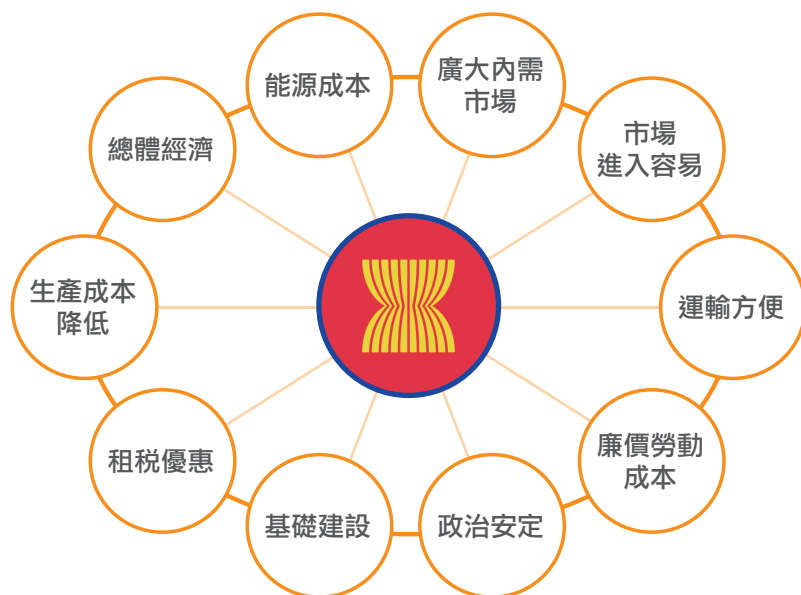 能源成本
廣大內需
市場
市場
進入容易
運輸方便
廉價勞動
成本
政治安定
基礎建設
租稅優惠
生產成本
降低
總體經濟